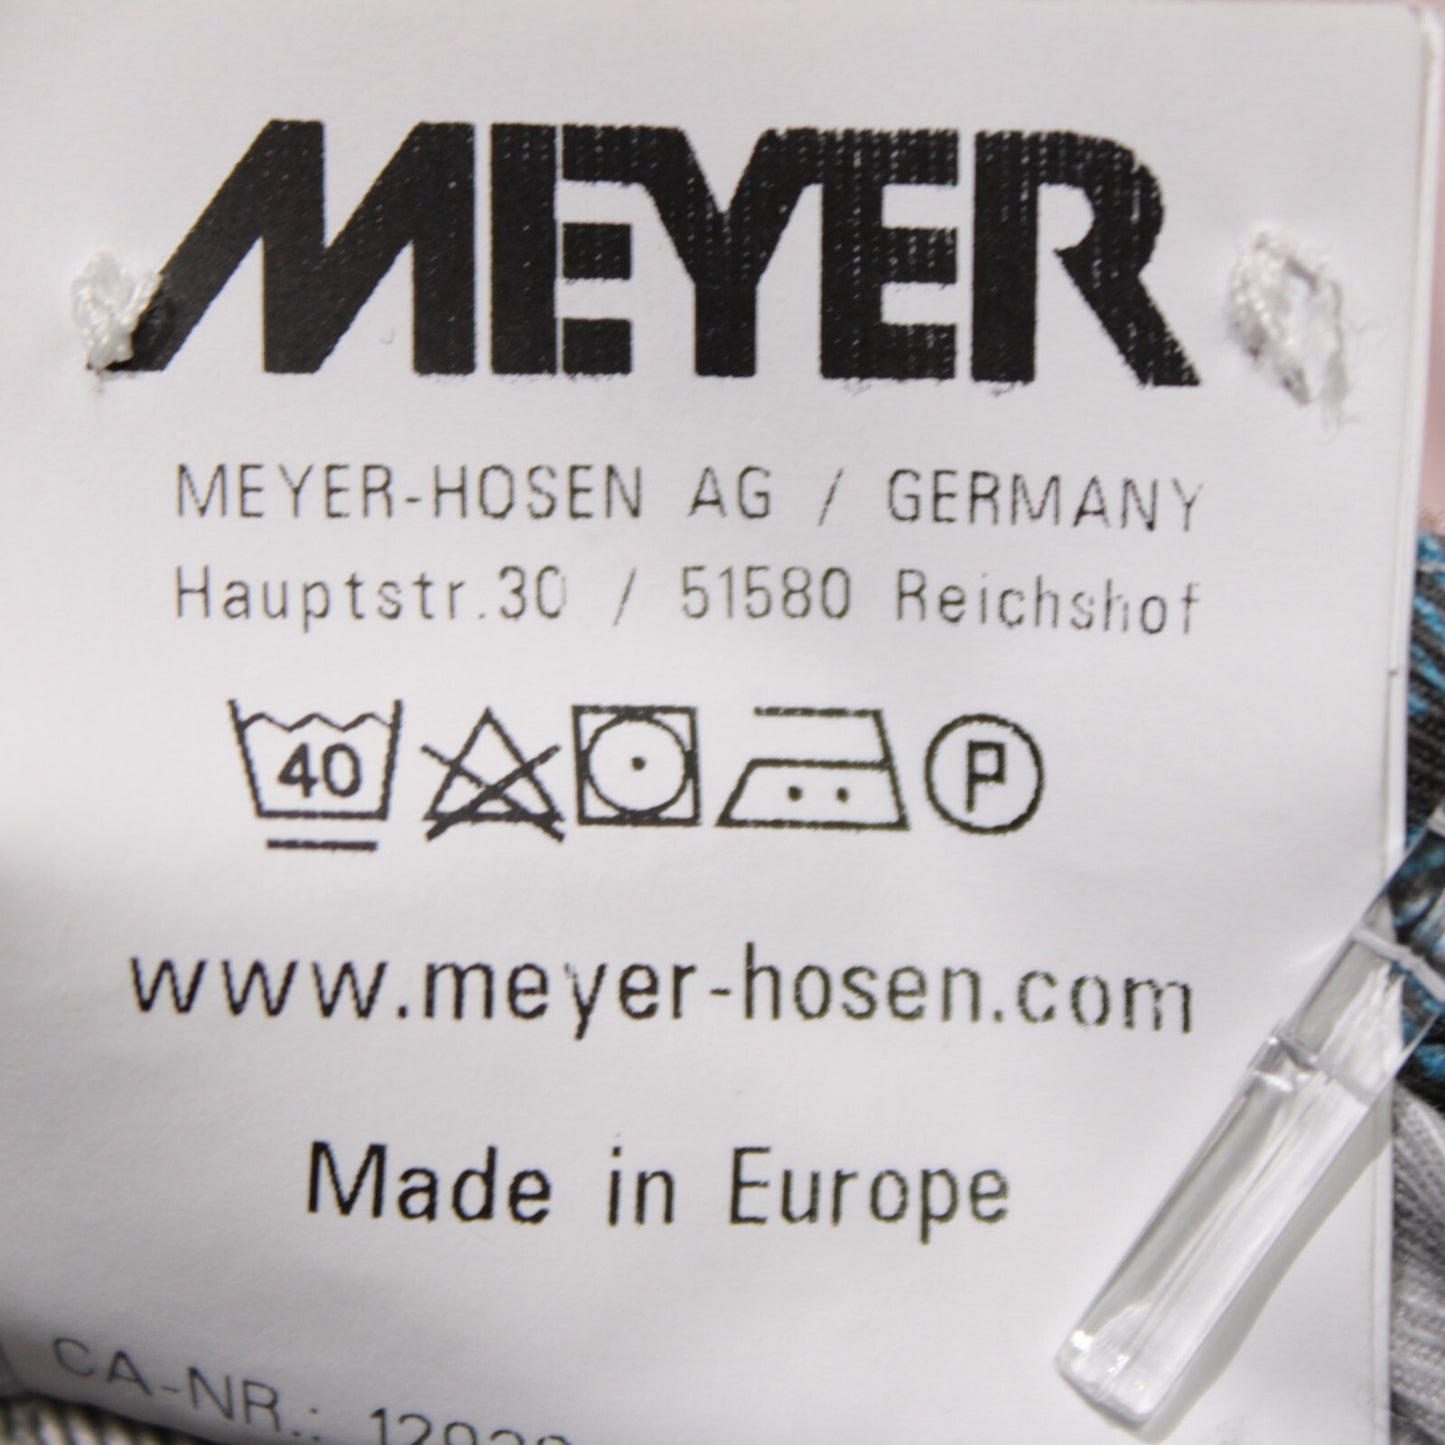 MEYER
MEYER-HOSEN AG / GERMANY
Hauptstr.30 / 51580 Reichshof
40 P
www.meyer-hosen.com
Made in Europe
CA-NR.: